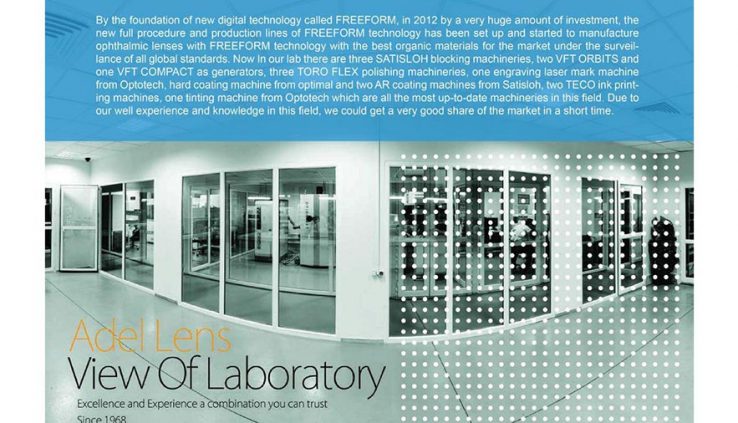 By the foundation of new digital technology called FREEFORM, in 2012 by a very huge amount of investment, the
new full procedure and production lines of FREEFORM technology has been set up and started to manufacture
ophthalmic lenses with FREEFORM technology with the best organic materials for the market under the surveil-
lance of all global standards. Now In our lab there are three SATISLOH blocking machineries, two VFT ORBITS and
one VFT COMPACT as generators, three TORO FLEX polishing machineries, one engraving laser mark machine
from Optotech, hard coating machine from optimal and two AR coating machines from Satisloh, two TECO ink print-
ing machines, one tinting machine from Optotech which are all the most up-to-date machineries in this field. Due to
our well experience and knowledge in this field, we could get a very good share of the market in a short time.
Adel Lens
View Of Laboratory
Excellence and Experience a combination you can trust
Since 1968